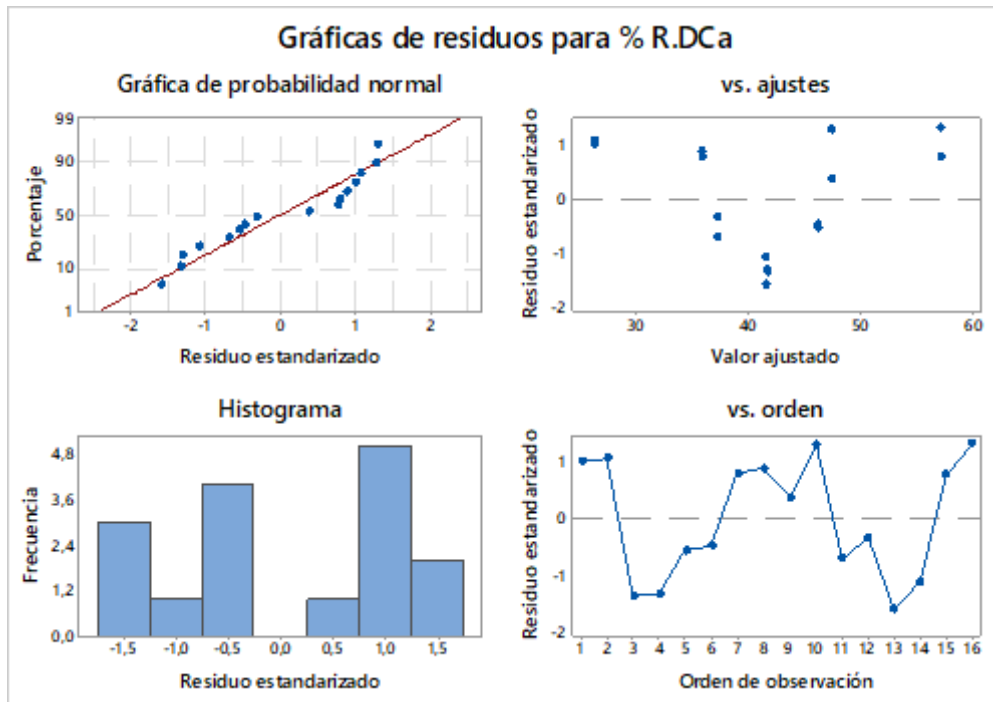 Gráficas de residuos para % R.DCa
Gráfica de probabilidad normal
Porcentaje
99
90
50
10
1
-2 -1 0 1 2
Residuo estandarizado
vs. ajustes
Residuo estandarizado
1
0
-1
-2
30 40 50 60
Valor ajustado
Histograma
Frecuencia
4,8
3,6
2,4
1,2
0,0
-1,5 -1,0 -0,5 0,0 0,5 1,0 1,5
Residuo estandarizado
vs. orden
Residuo estandarizado
1
0
-1
-2
1 2 3 4 5 6 7 8 9 10 11 12 13 14 15 16
Orden de observación